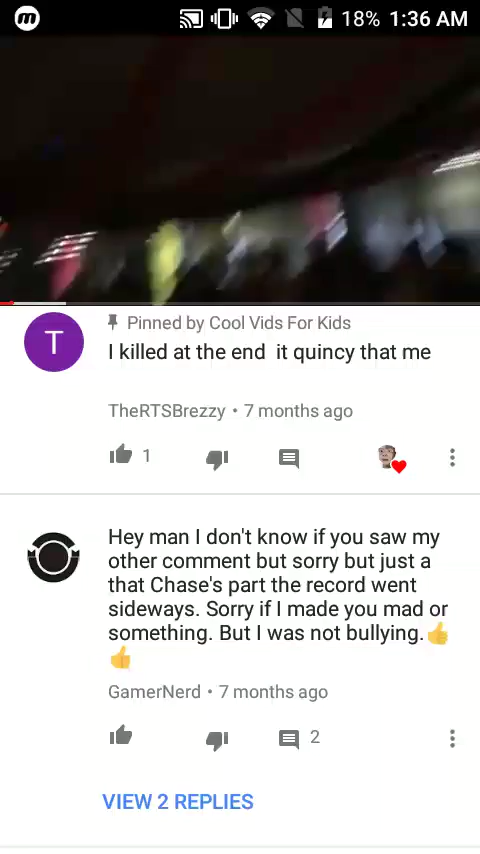 m 18% 1:36 AM
Pinned by Cool Vids For Kids
T
I killed at the end it quincy that me
TheRTSBrezzy • 7 months ago
1
Hey man I don't know if you saw my
other comment but sorry but just a
that Chase's part the record went
sideways. Sorry if I made you mad or
something. But I was not bullying.👍
👍
GamerNerd • 7 months ago
2
VIEW 2 REPLIES